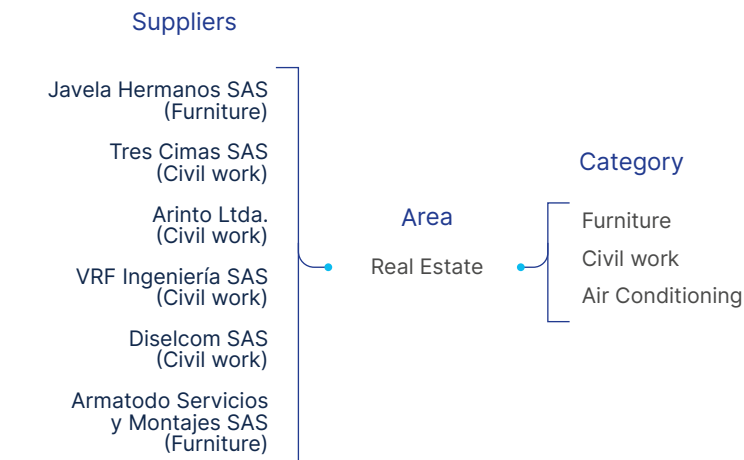 Suppliers
Javela Hermanos SAS
(Furniture)
Tres Cimas SAS
(Civil work)
Arinto Ltda.
(Civil work)
VRF Ingeniería SAS
(Civil work)
Diselcom SAS
(Civil work)
Armatodo Servicios
y Montajes SAS
(Furniture)
Area
Real Estate
Category
Furniture
Civil work
Air Conditioning